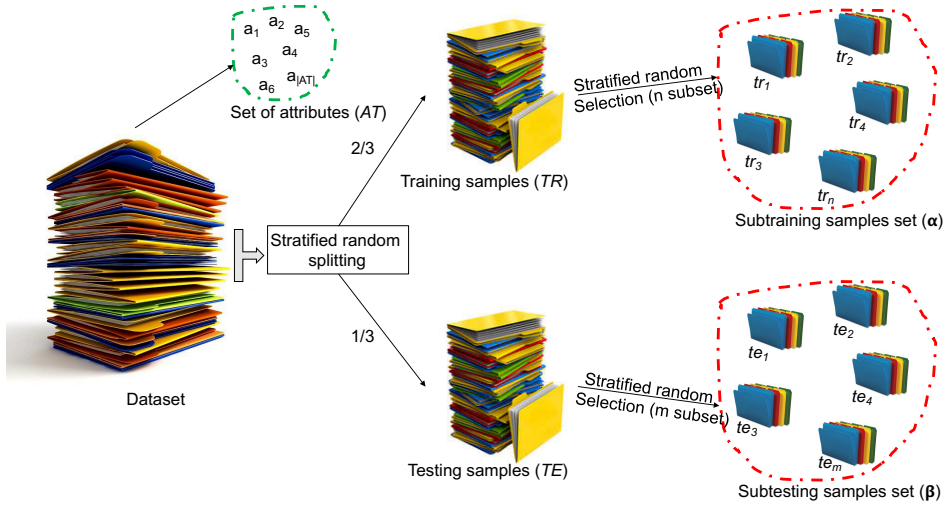 a1 a2 a5
a3 a4
a6 a|AT|
Set of attributes (AT)
Dataset
Stratified random
splitting
2/3
1/3
Training samples (TR)
Stratified random
Selection (n subset)
tr1
tr2
tr3
tr4
trn
Subtraining samples set (α)
Testing samples (TE)
Stratified random
Selection (m subset)
te1
te2
te3
te4
tem
Subtesting samples set (β)